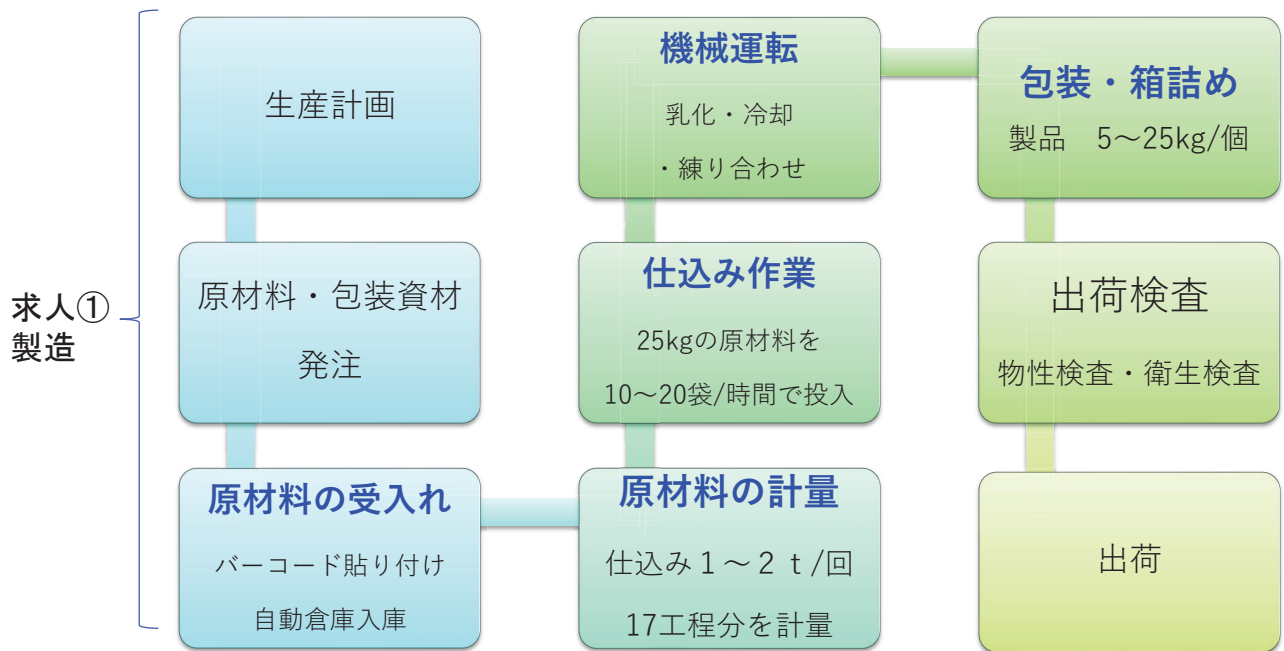 求人①
製造
生産計画
原材料・包装資材
発注
原材料の受入れ
バーコード貼り付け
自動倉庫入庫
原材料の計量
仕込み１～２ｔ/回
17工程分を計量
仕込み作業
25kgの原材料を
10～20袋/時間で投入
機械運転
乳化・冷却
・練り合わせ
包装・箱詰め
製品　5～25kg/個
出荷検査
物性検査・衛生検査
出荷